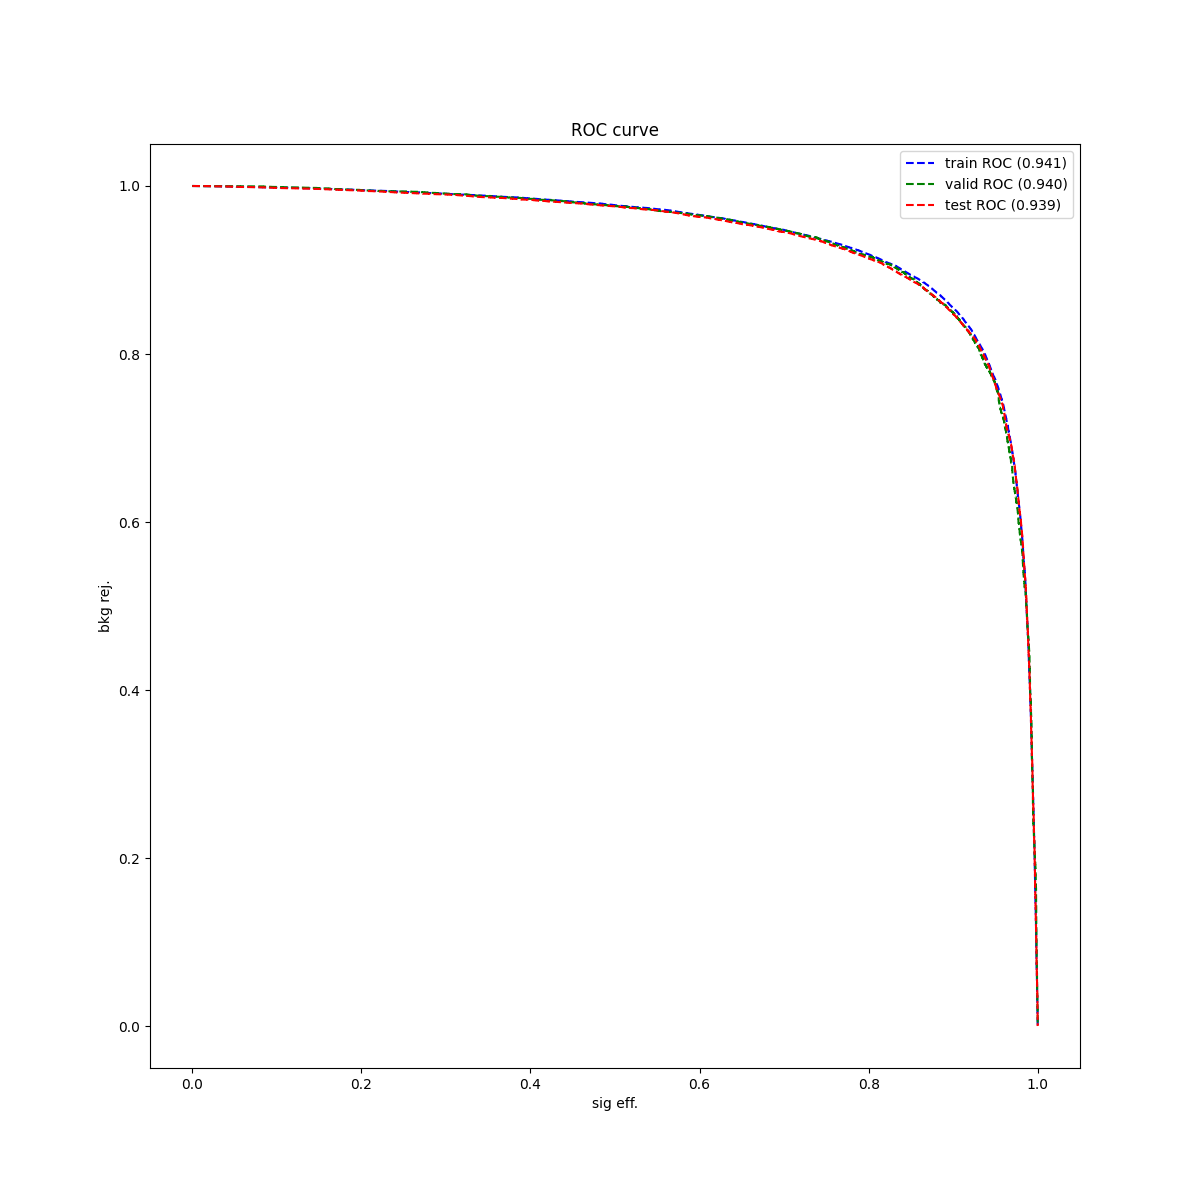 ROC curve
train ROC (0.941)
valid ROC (0.940)
test ROC (0.939)
1.0
0.8
0.6
0.4
0.2
0.0
bkg rej.
0.0 0.2 0.4 0.6 0.8 1.0
sig eff.